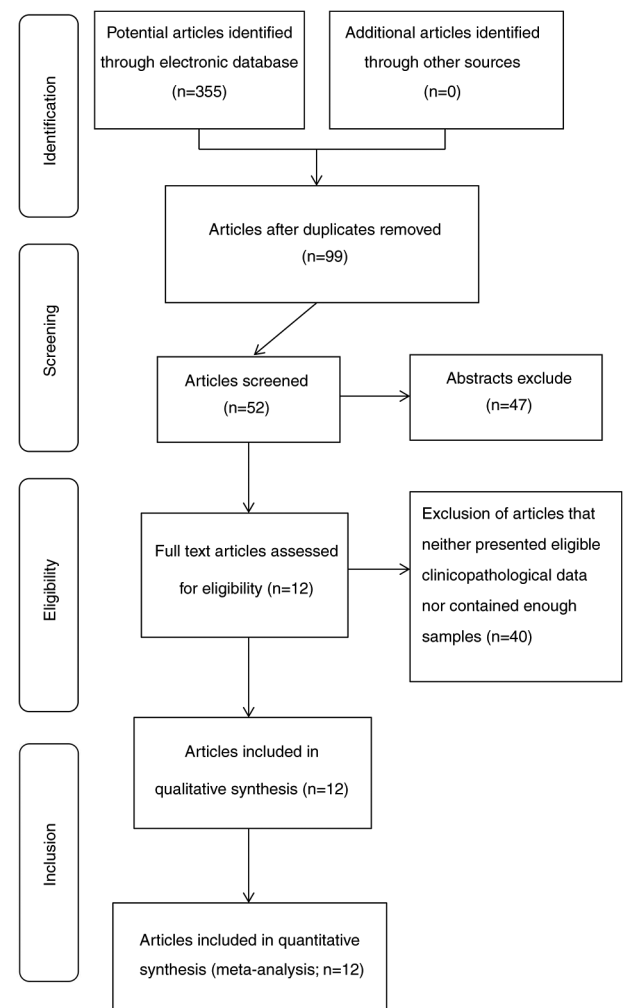 Identification
Potential articles identified
through electronic database
(n=355)
Additional articles identified
through other sources
(n=0)
Articles after duplicates removed
(n=99)
Screening
Articles screened
(n=52)
Abstracts exclude
(n=47)
Eligibility
Full text articles assessed
for eligibility (n=12)
Exclusion of articles that
neither presented eligible
clinicopathological data
nor contained enough
samples (n=40)
Inclusion
Articles included in
qualitative synthesis (n=12)
Articles included in quantitative
synthesis (meta-analysis; n=12)